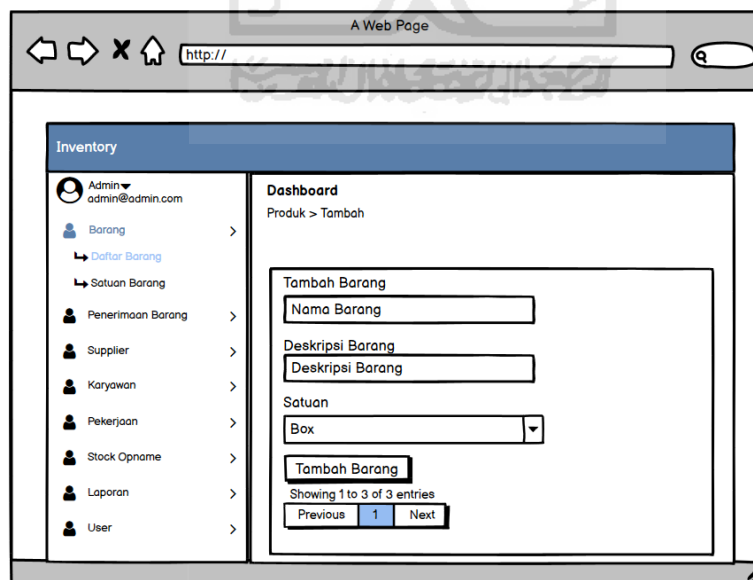 A Web Page
http://
Inventory
Admin
admin@admin.com
Barang
Daftar Barang
Satuan Barang
Penerimaan Barang
Supplier
Karyawan
Pekerjaan
Stock Opname
Laporan
User
Dashboard
Produk > Tambah
Tambah Barang
Nama Barang
Deskripsi Barang
Deskripsi Barang
Satuan
Box
Tambah Barang
Showing 1 to 3 of 3 entries
Previous 1 Next